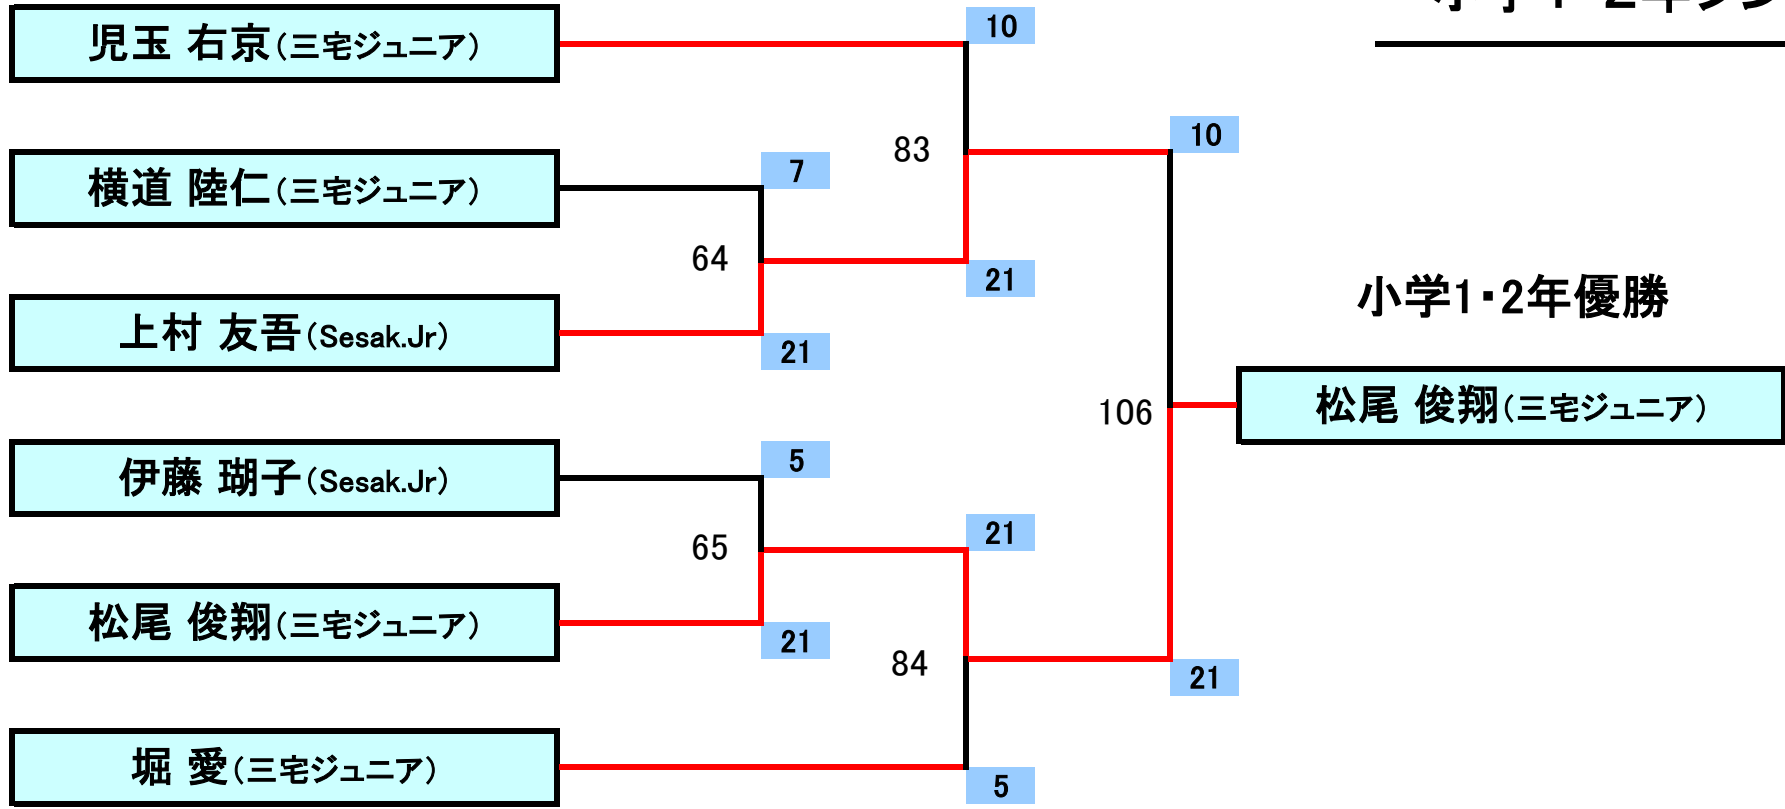 児玉 右京(三宅ジュニア)
10
横道 陸仁(三宅ジュニア)
7
83
10
64
上村 友吾(Sesak.Jr)
21
21
小学1・2年優勝
松尾 俊翔(三宅ジュニア)
106
伊藤 瑚子(Sesak.Jr)
5
65
21
松尾 俊翔(三宅ジュニア)
21
84
21
堀 愛(三宅ジュニア)
5